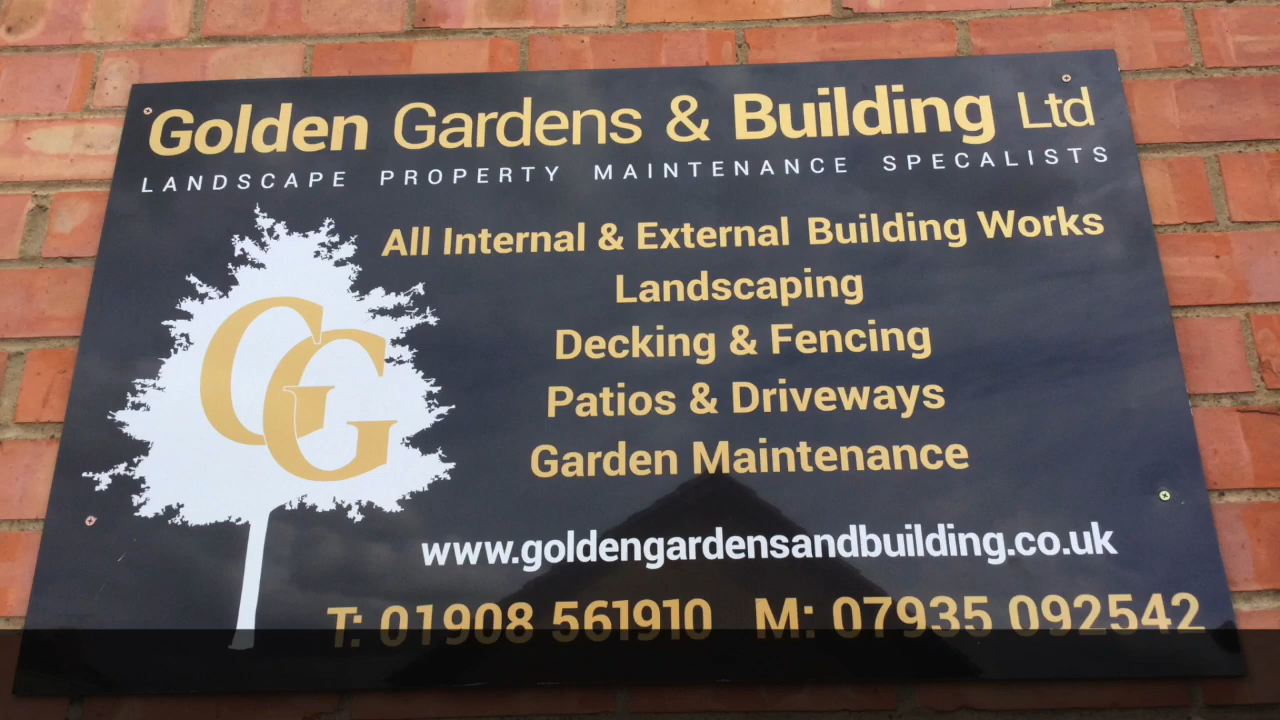 Golden Gardens & Building Ltd
LANDSCAPE PROPERTY MAINTENANCE SPECALISTS
All Internal & External Building Works
Landscaping
Decking & Fencing
Patios & Driveways
Garden Maintenance
GG
www.goldengardensandbuilding.co.uk
T: 01908 561910 M: 07935 092542